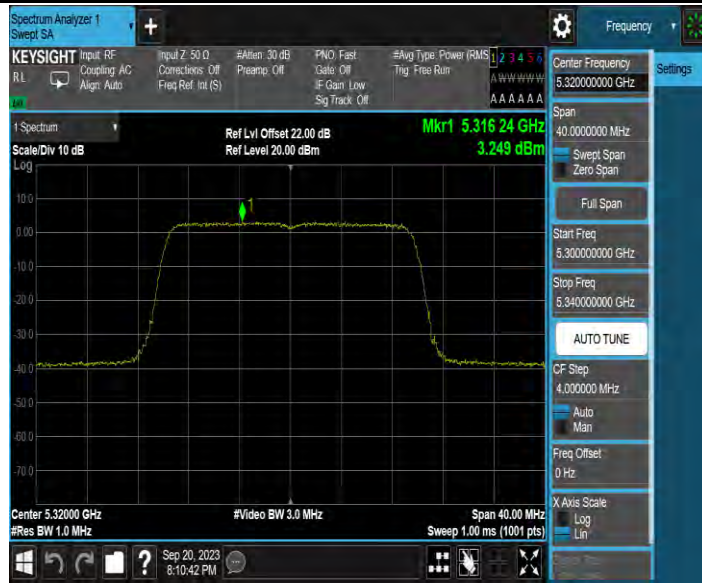 Spectrum Analyzer 1
Swept SA
Frequency
KEYSIGHT
RL
Input: RF
Coupling: AC
Align: Auto
Input Z: 50 Ω
Corrections: Off
Freq Ref: Int (S)
#Atten: 30 dB
Preamp: Off
PNO: Fast
Gate: Off
IF Gain: Low
Sig Track: Off
#Avg Type: Power (RMS
Trig: Free Run
1 2 3 4 5 6
A W W W W W
A A A A A A
1 Spectrum
Scale/Div 10 dB
Log
Ref Lvl Offset 22.00 dB
Ref Level 20.00 dBm
Mkr1 5.316 24 GHz
3.249 dBm
1
10.0
0.00
-10.0
-20.0
-30.0
-40.0
-50.0
-60.0
-70.0
Center 5.32000 GHz
#Res BW 1.0 MHz
#Video BW 3.0 MHz
Span 40.00 MHz
Sweep 1.00 ms (1001 pts)
Sep 20, 2023
8:10:42 PM
Center Frequency
5.320000000 GHz
Settings
Span
40.0000000 MHz
Swept Span
Zero Span
Full Span
Start Freq
5.300000000 GHz
Stop Freq
5.340000000 GHz
AUTO TUNE
CF Step
4.000000 MHz
Auto
Man
Freq Offset
0 Hz
X Axis Scale
Log
Lin